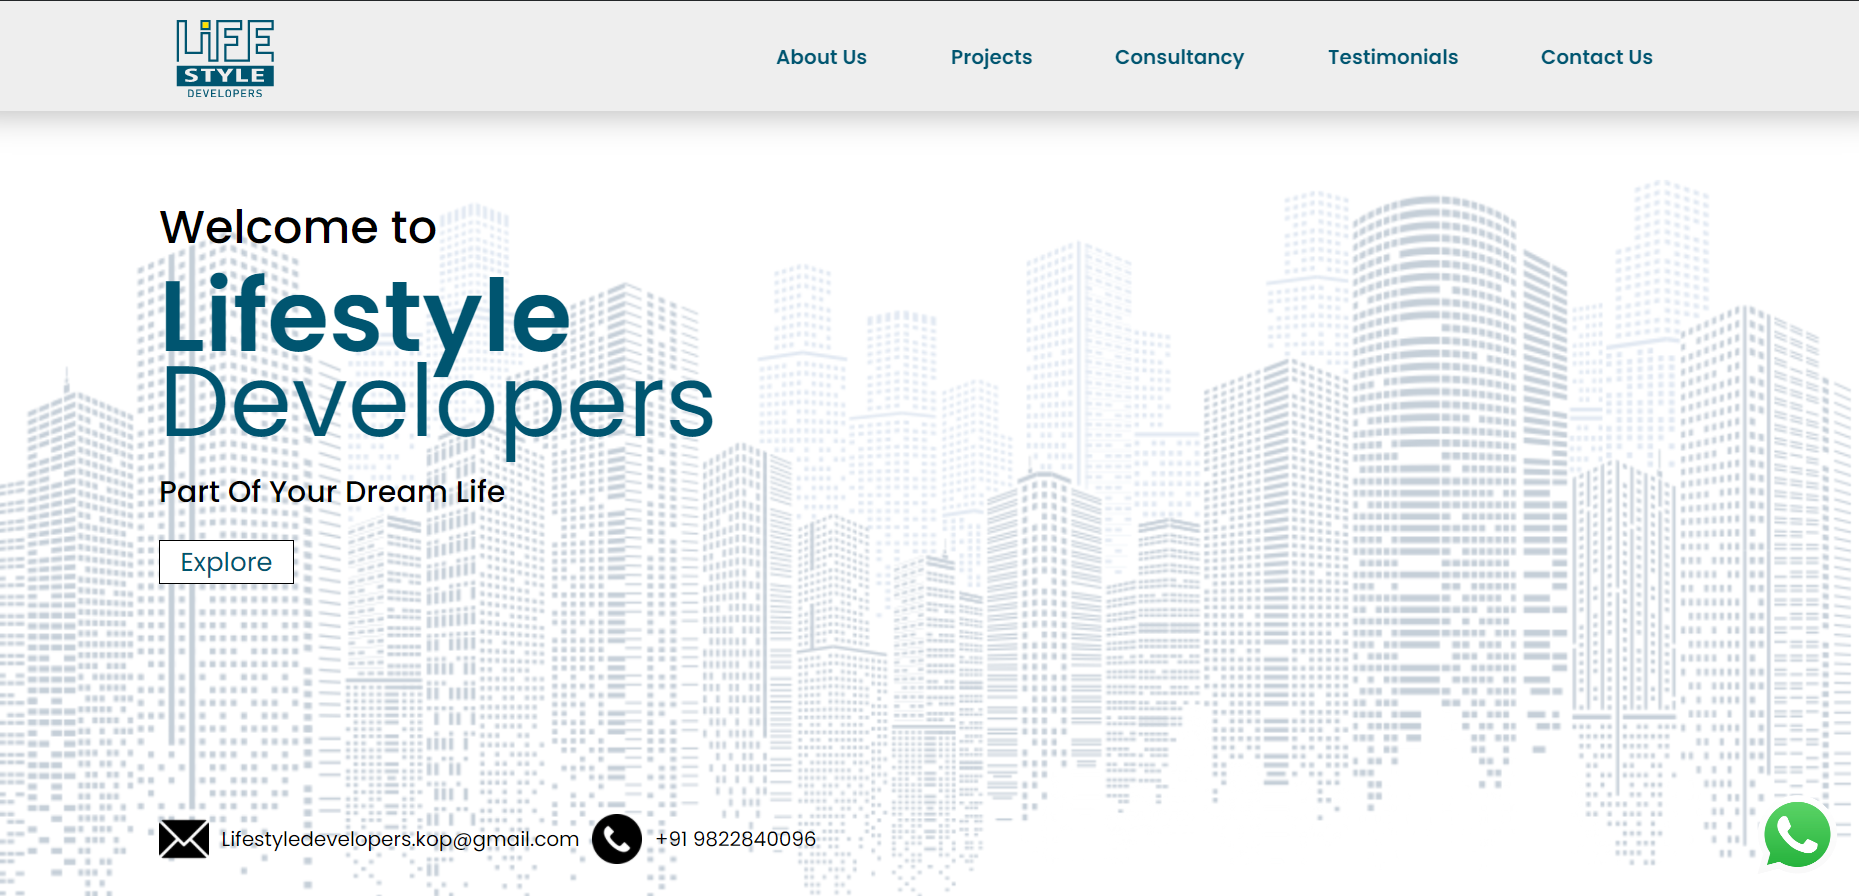 LiFE
STYLE
DEVELOPERS
About Us Projects Consultancy Testimonials Contact Us
Welcome to
Lifestyle
Developers
Part Of Your Dream Life
Explore
Lifestyledevelopers.kop@gmail.com +91 9822840096